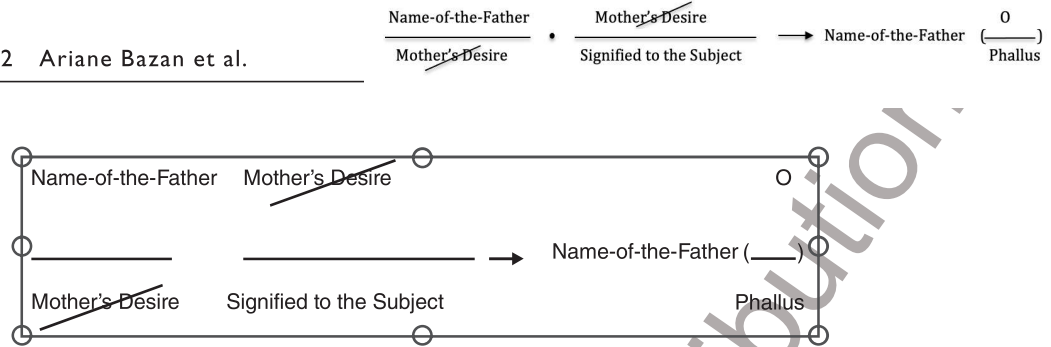 Name-of-the-Father Mother's Desire O
• → Name-of-the-Father (___)
Mother's Desire Signified to the Subject Phallus
2 Ariane Bazan et al.
Name-of-the-Father Mother's Desire O
→ Name-of-the-Father (___)
Mother's Desire Signified to the Subject Phallus